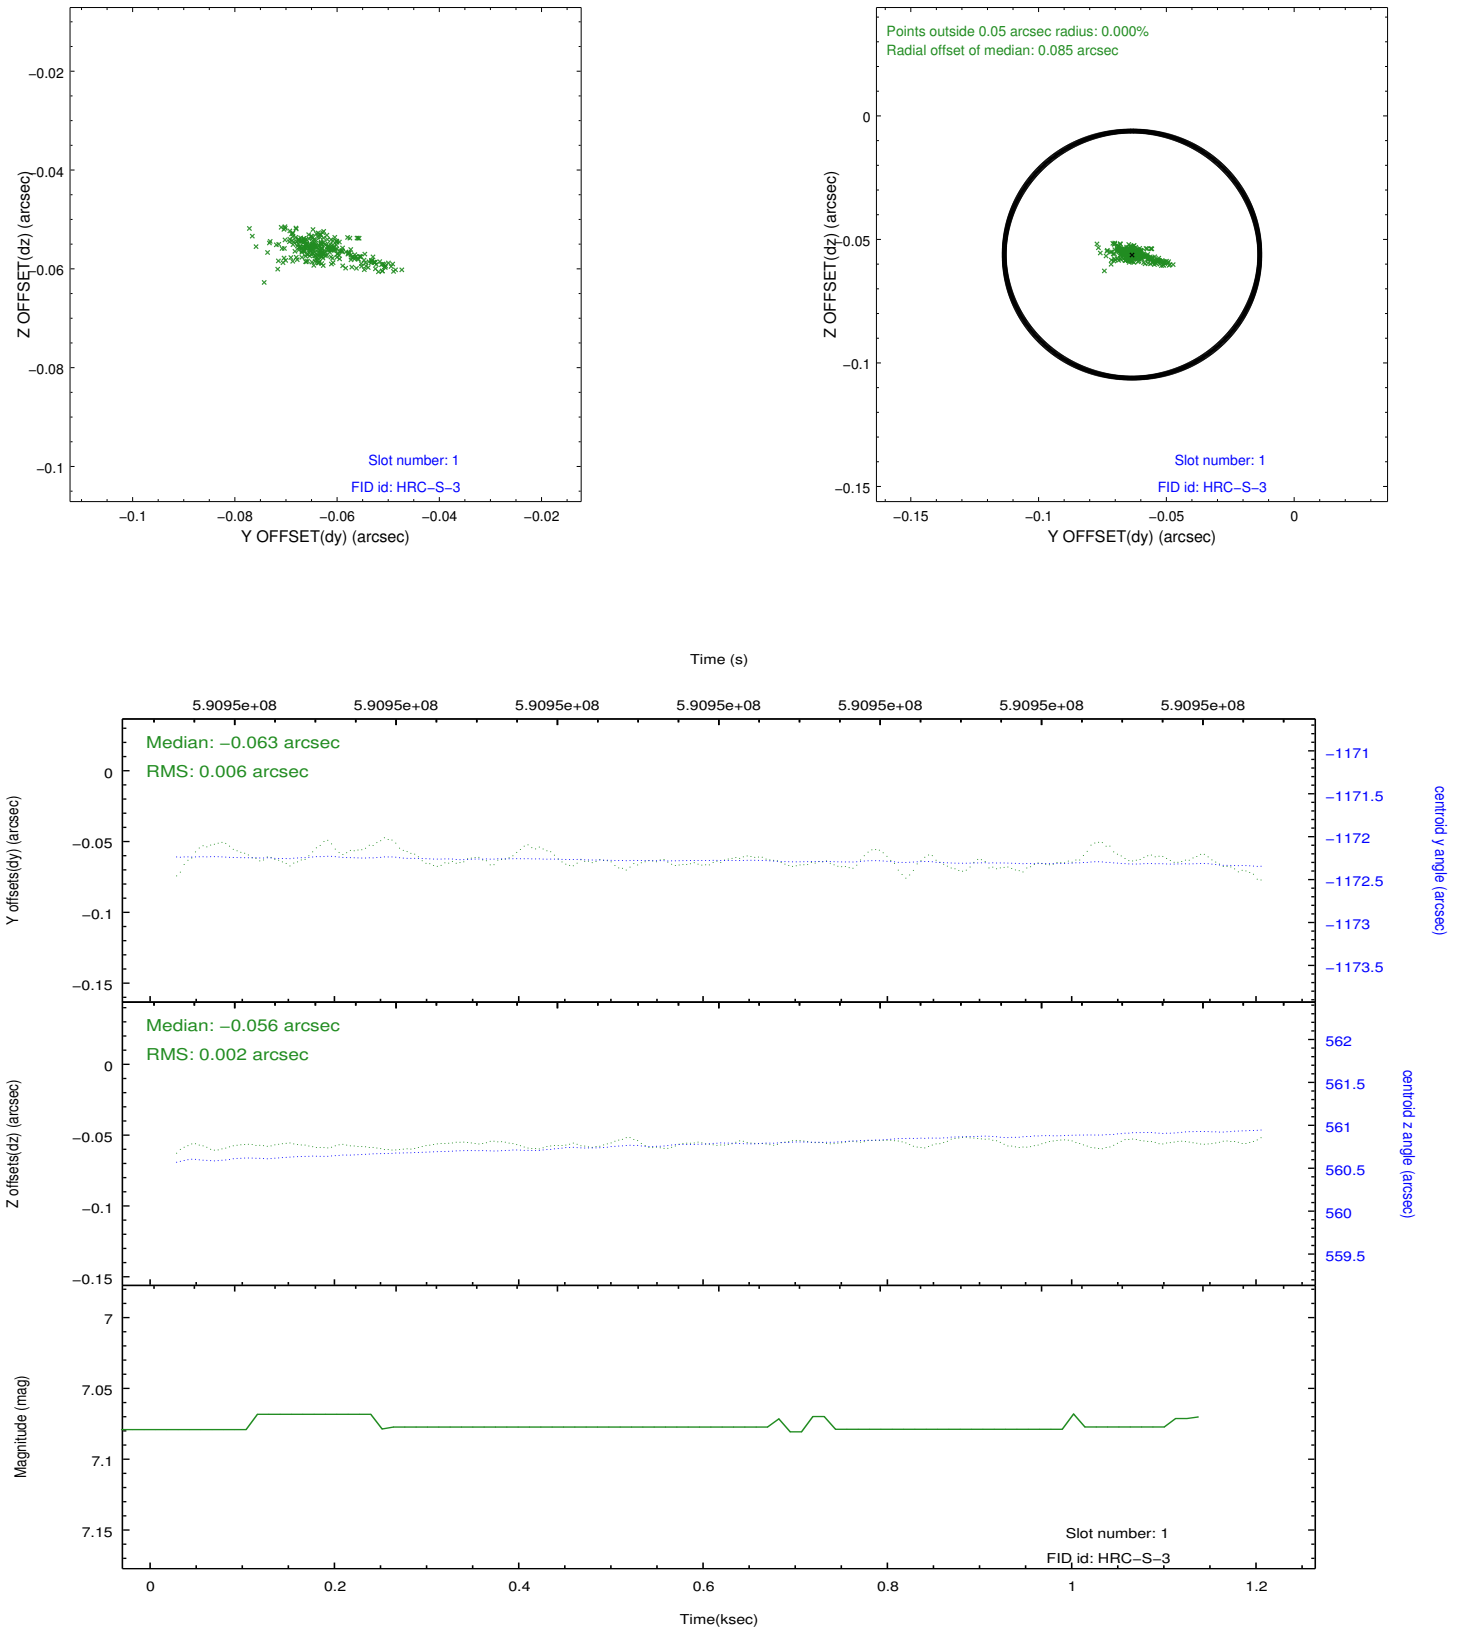 −0.02
−0.04
−0.06
−0.08
−0.1
Z OFFSET(dz) (arcsec)
Slot number: 1
FID id: HRC−S−3
−0.1
−0.08
−0.06
−0.04
−0.02
Y OFFSET(dy) (arcsec)
Points outside 0.05 arcsec radius: 0.000%
Radial offset of median: 0.085 arcsec
0
−0.05
−0.1
−0.15
Z OFFSET(dz) (arcsec)
Slot number: 1
FID id: HRC−S−3
−0.15
−0.1
−0.05
0
Y OFFSET(dy) (arcsec)
Time (s)
5.9095e+08
5.9095e+08
5.9095e+08
5.9095e+08
5.9095e+08
5.9095e+08
5.9095e+08
Median: −0.063 arcsec
RMS: 0.006 arcsec
0
−0.05
−0.1
−0.15
Y offsets(dy) (arcsec)
−1171
−1171.5
−1172
−1172.5
−1173
−1173.5
centroid y angle (arcsec)
Median: −0.056 arcsec
RMS: 0.002 arcsec
0
−0.05
−0.1
−0.15
Z offsets(dz) (arcsec)
562
561.5
561
560.5
560
559.5
centroid z angle (arcsec)
7
7.05
7.1
7.15
Magnitude (mag)
Slot number: 1
FID id: HRC−S−3
0
0.2
0.4
0.6
0.8
1
1.2
Time(ksec)